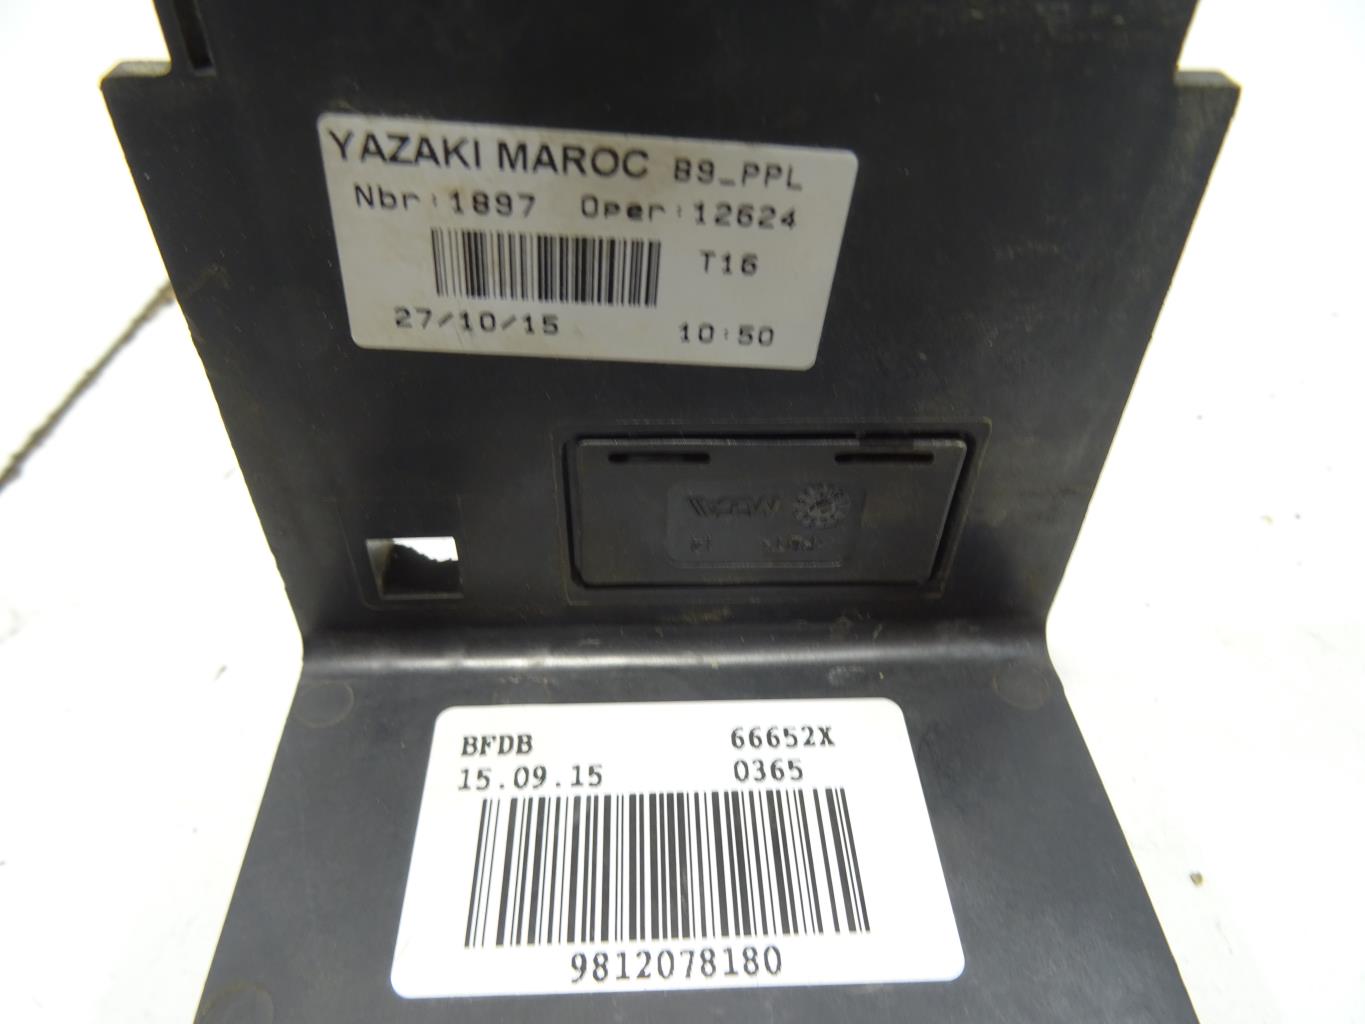 YAZAKI MAROC B9_PPL
Nbr:1897 Oper:12624
T16
27/10/15 10:50
BFDB 66652X
15.09.15 0365
9812078180